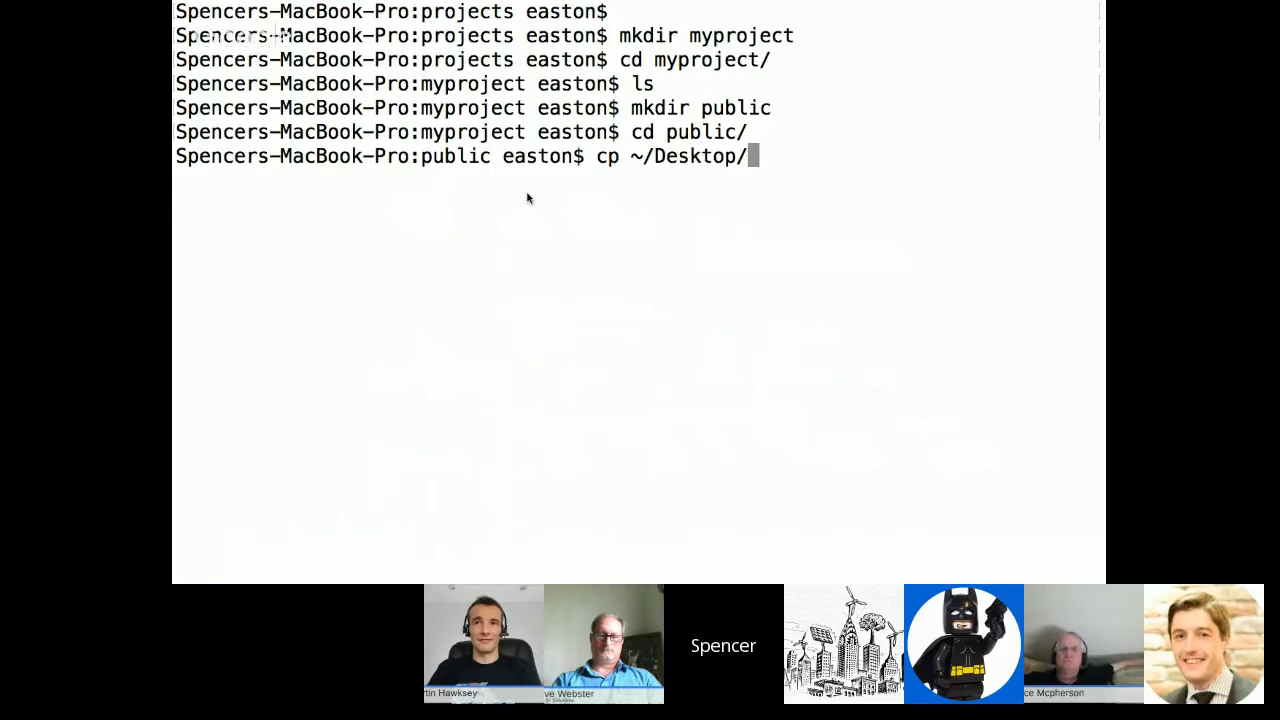 Spencers-MacBook-Pro:projects easton$
Spencers-MacBook-Pro:projects easton$ mkdir myproject
Spencers-MacBook-Pro:projects easton$ cd myproject/
Spencers-MacBook-Pro:myproject easton$ ls
Spencers-MacBook-Pro:myproject easton$ mkdir public
Spencers-MacBook-Pro:myproject easton$ cd public/
Spencers-MacBook-Pro:public easton$ cp ~/Desktop/
Spencer
tin Hawksey
ve Webster
ce Mcpherson